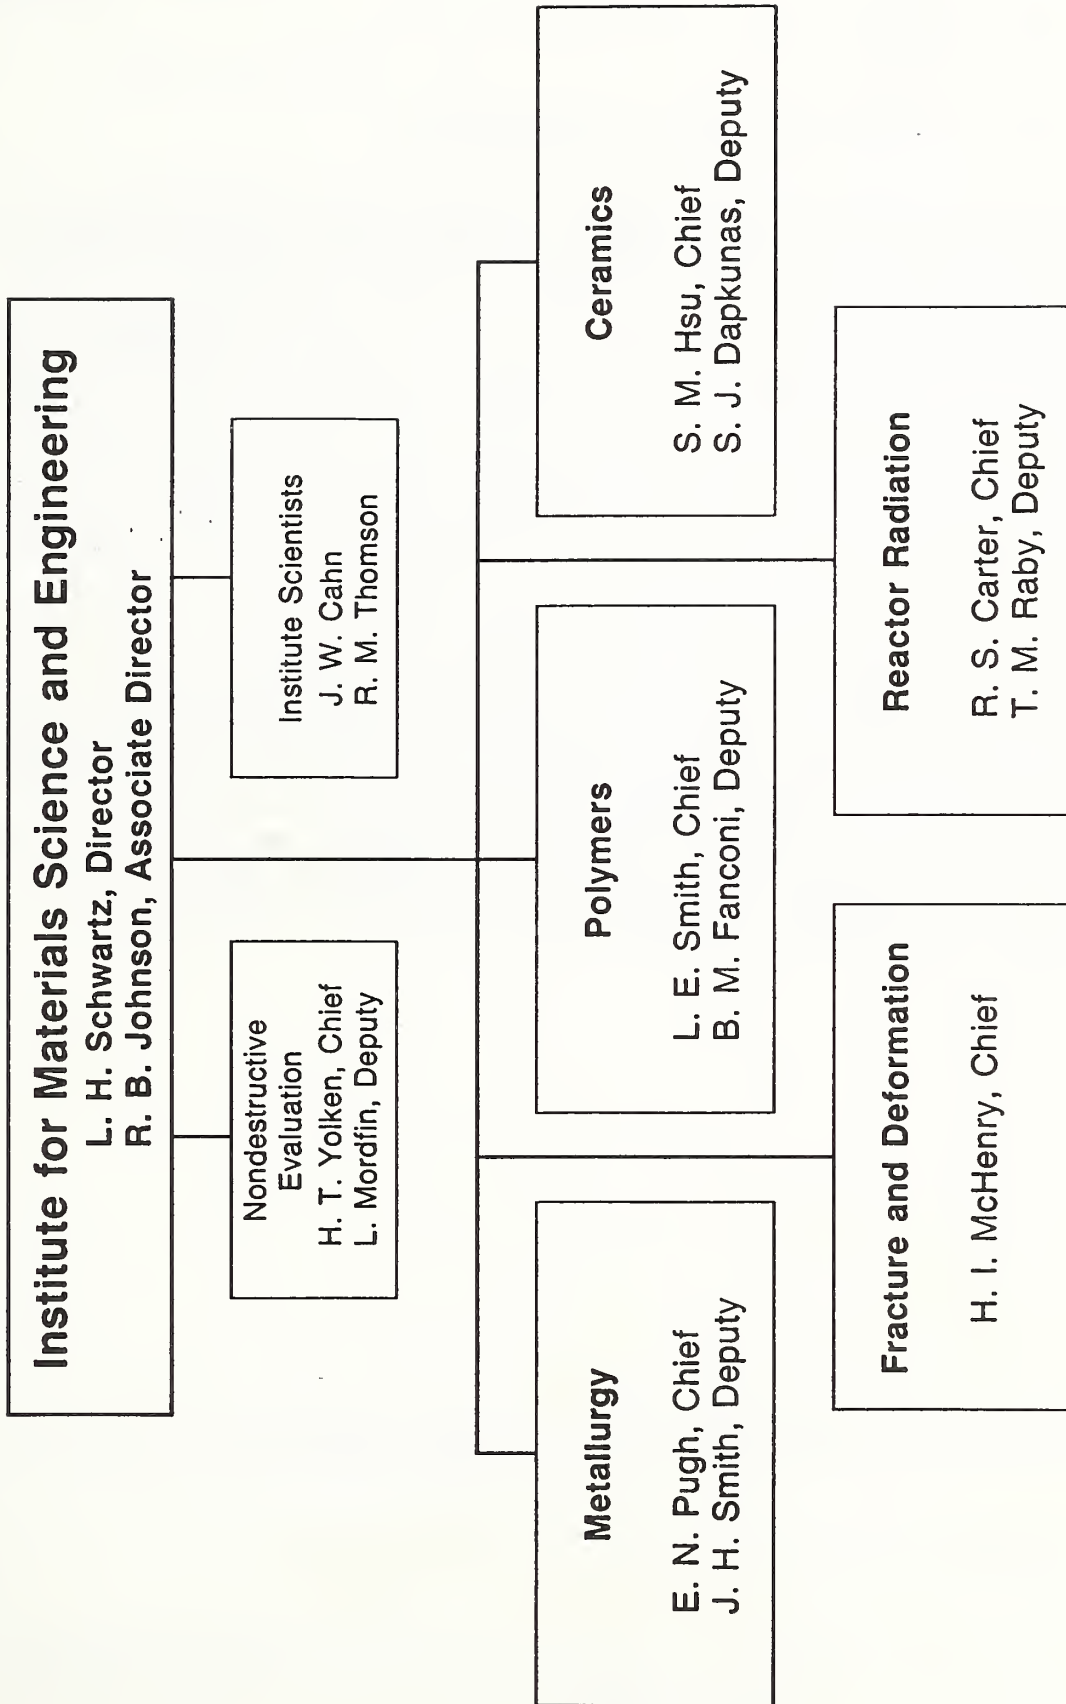 Institute for Materials Science and Engineering
L. H. Schwartz, Director
R. B. Johnson, Associate Director
Nondestructive
Evaluation
H. T. Yolken, Chief
L. Mordfin, Deputy
Institute Scientists
J. W. Cahn
R. M. Thomson
Metallurgy
E. N. Pugh, Chief
J. H. Smith, Deputy
Polymers
L. E. Smith, Chief
B. M. Fanconi, Deputy
Ceramics
S. M. Hsu, Chief
S. J. Dapkunas, Deputy
Fracture and Deformation
H. I. McHenry, Chief
Reactor Radiation
R. S. Carter, Chief
T. M. Raby, Deputy